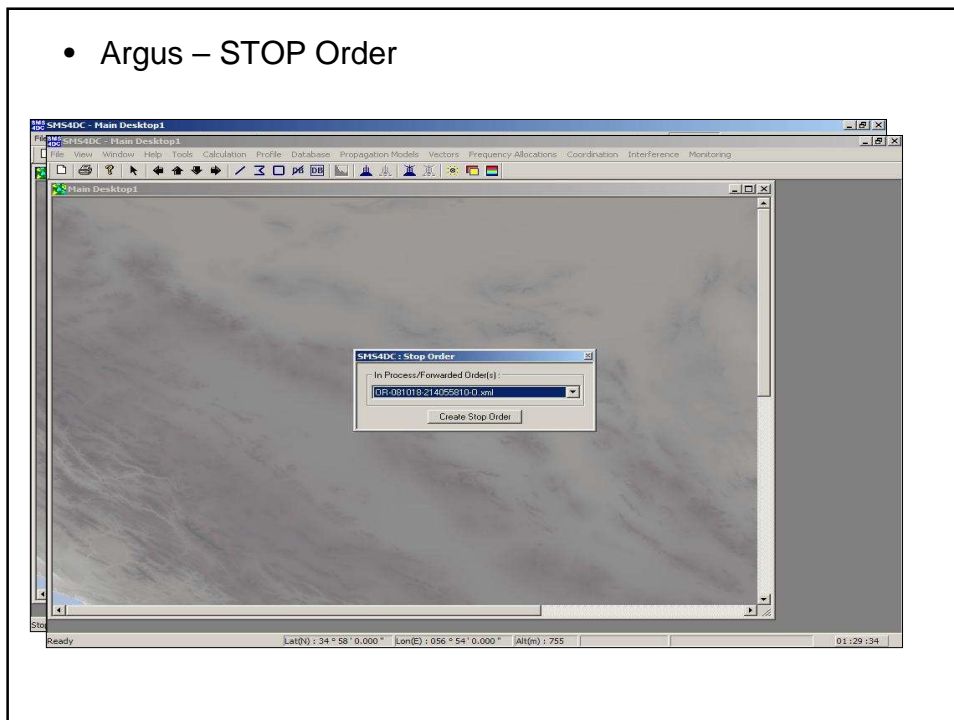 • Argus – STOP Order
SMS4DC - Main Desktop1
SMS4DC - Main Desktop1
File View Window Help Tools Calculation Profile Database Propagation Models Vectors Frequency Allocations Coordination Interference Monitoring
DB DB
Main Desktop1
SMS4DC : Stop Order
In Process/Forwarded Order(s) :
OR-081018-214055810-O.xml
Create Stop Order
Ready Lat(N) : 34 ° 58 ' 0.000 " Lon(E) : 056 ° 54 ' 0.000 " Alt(m) : 755 01 :29 :34